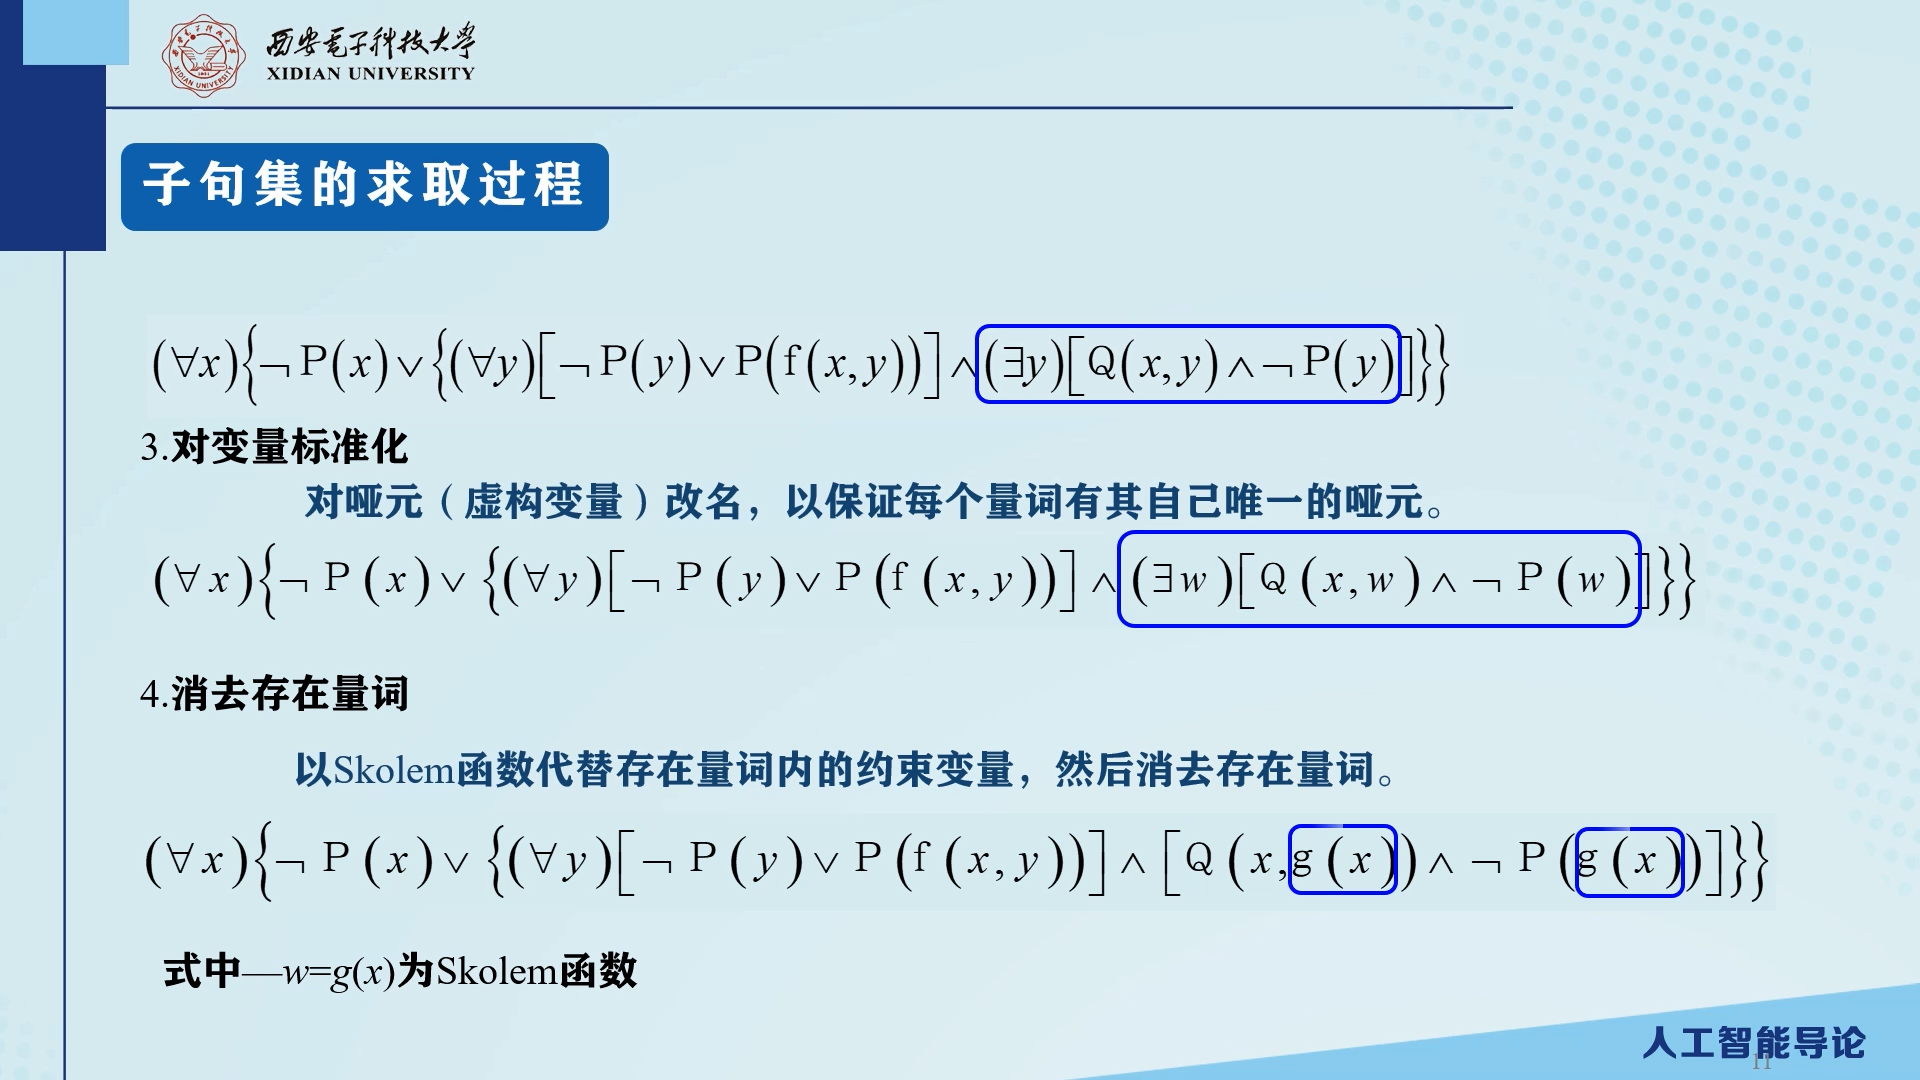 西安电子科技大学
XIDIAN UNIVERSITY
子句集的求取过程
(∀x){¬P(x)∨{(∀y)[¬P(y)∨P(f(x,y))]∧(∃y)[Q(x,y)∧¬P(y)]}}
3.对变量标准化
对哑元（虚构变量）改名，以保证每个量词有其自己唯一的哑元。
(∀x){¬P(x)∨{(∀y)[¬P(y)∨P(f(x,y))]∧(∃w)[Q(x,w)∧¬P(w)]}}
4.消去存在量词
以Skolem函数代替存在量词内的约束变量，然后消去存在量词。
(∀x){¬P(x)∨{(∀y)[¬P(y)∨P(f(x,y))]∧[Q(x,g(x))∧¬P(g(x))]}}
式中—w=g(x)为Skolem函数
人工智能导论
11